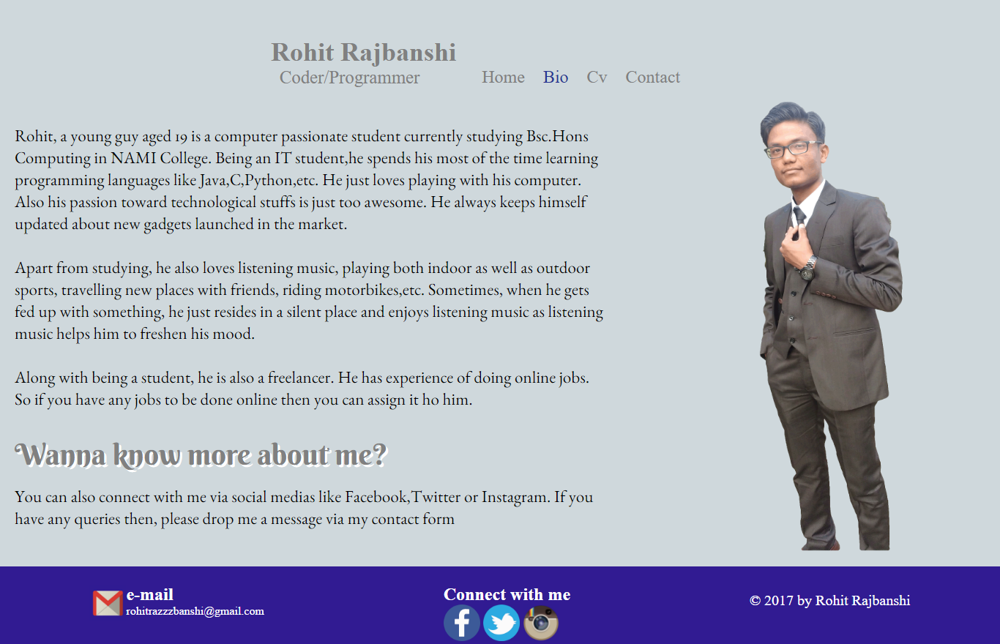 Rohit Rajbanshi
Coder/Programmer
Home Bio Cv Contact
Rohit, a young guy aged 19 is a computer passionate student currently studying Bsc.Hons
Computing in NAMI College. Being an IT student,he spends his most of the time learning
programming languages like Java,C,Python,etc. He just loves playing with his computer.
Also his passion toward technological stuffs is just too awesome. He always keeps himself
updated about new gadgets launched in the market.
Apart from studying, he also loves listening music, playing both indoor as well as outdoor
sports, travelling new places with friends, riding motorbikes,etc. Sometimes, when he gets
fed up with something, he just resides in a silent place and enjoys listening music as listening
music helps him to freshen his mood.
Along with being a student, he is also a freelancer. He has experience of doing online jobs.
So if you have any jobs to be done online then you can assign it ho him.
Wanna know more about me?
You can also connect with me via social medias like Facebook,Twitter or Instagram. If you
have any queries then, please drop me a message via my contact form
e-mail
rohitrazzzbanshi@gmail.com
Connect with me
© 2017 by Rohit Rajbanshi